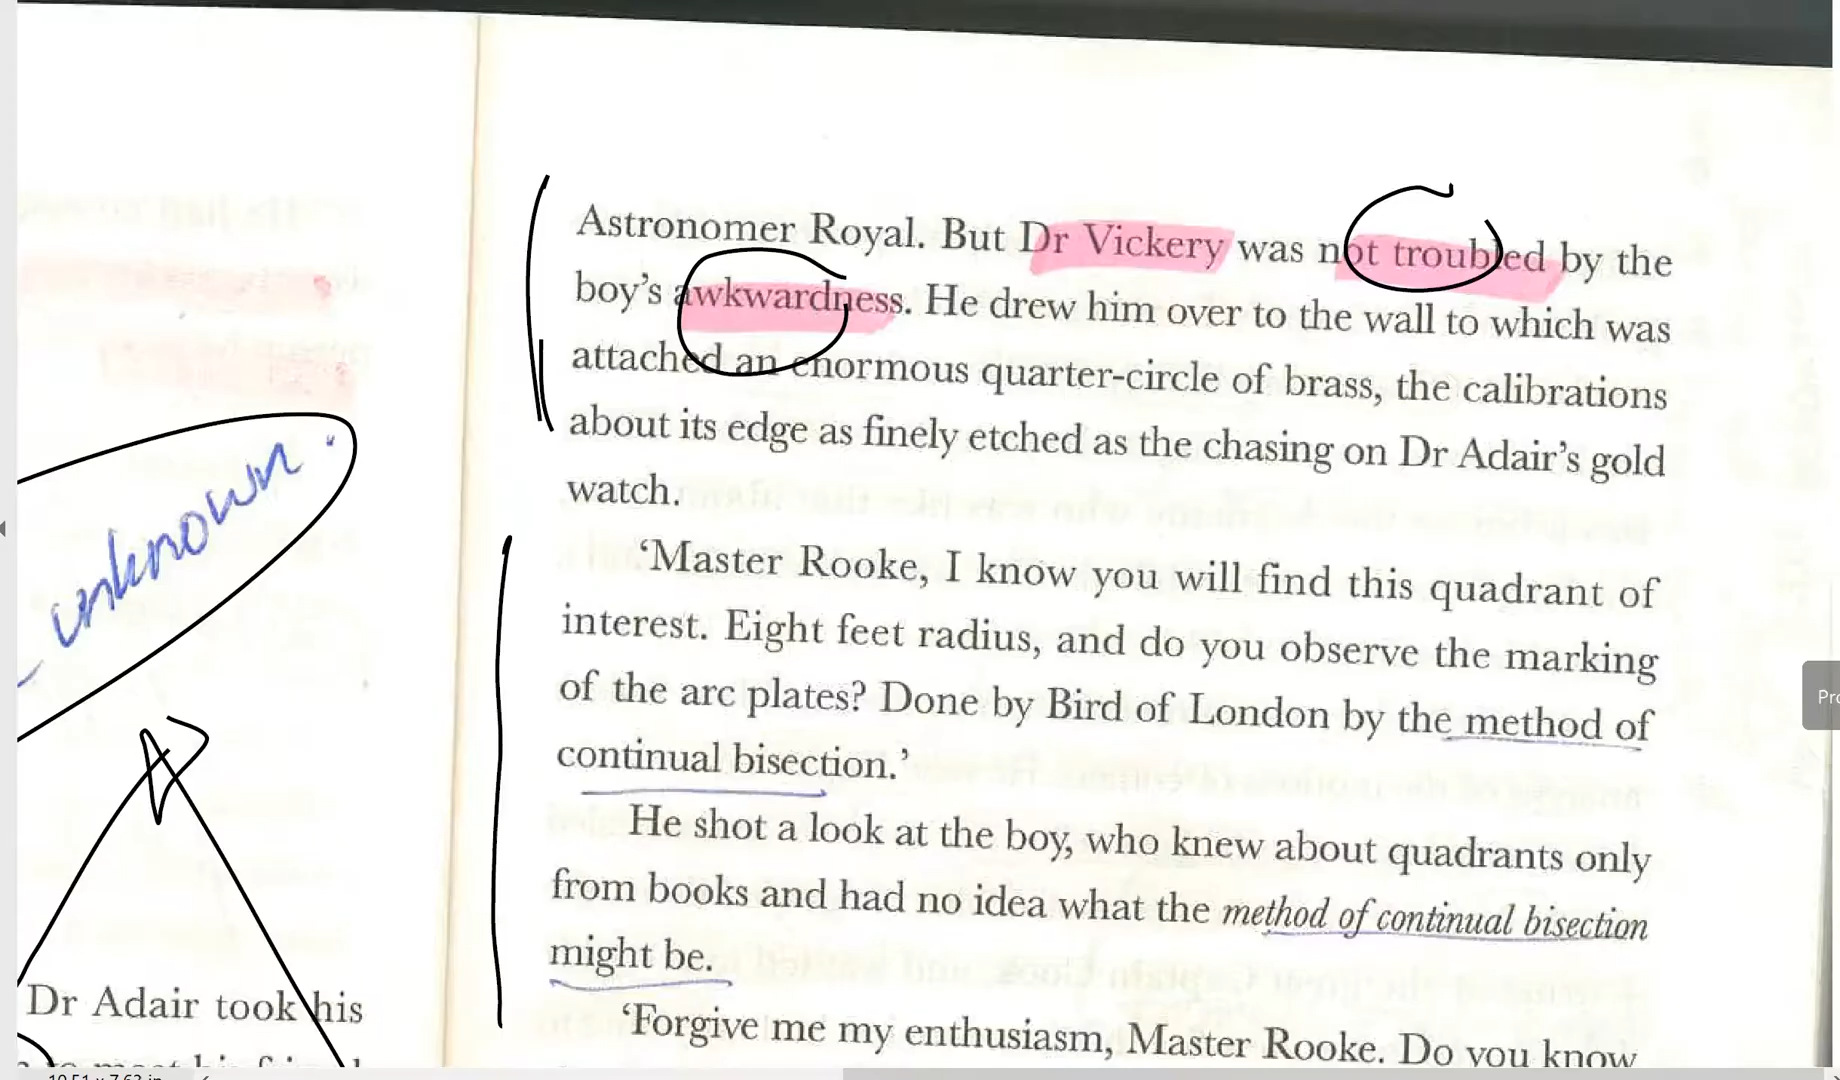 unknown.
Dr Adair took his
Astronomer Royal. But Dr Vickery was not troubled by the
boy's awkwardness. He drew him over to the wall to which was
attached an enormous quarter-circle of brass, the calibrations
about its edge as finely etched as the chasing on Dr Adair's gold
watch.
‘Master Rooke, I know you will find this quadrant of
interest. Eight feet radius, and do you observe the marking
of the arc plates? Done by Bird of London by the method of
continual bisection.’
He shot a look at the boy, who knew about quadrants only
from books and had no idea what the method of continual bisection
might be.
‘Forgive me my enthusiasm, Master Rooke. Do you know
Pro